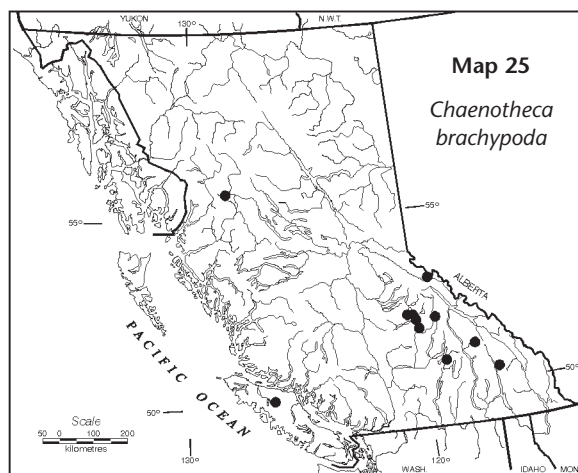 YUKON
130°
N.W.T.
Map 25
Chaenotheca
brachypoda
55°
55°
ALBERTA
PACIFIC OCEAN
50°
50°
Scale
50 0 100 200
kilometres
130°
120°
WASH.
IDAHO
MON